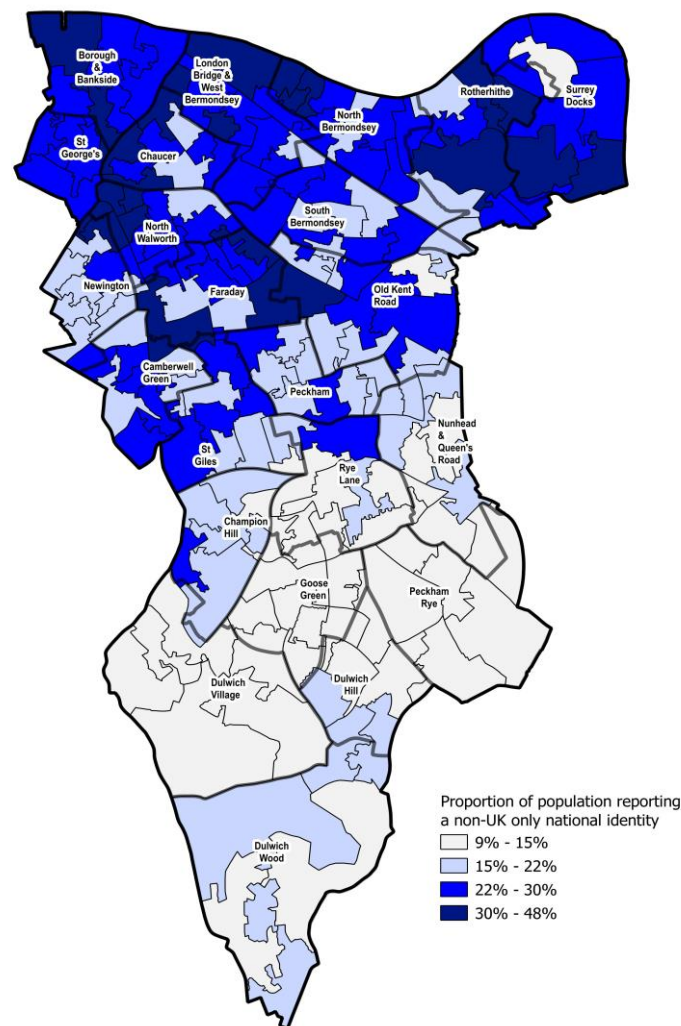 Borough
&
Bankside
London
Bridge &
West
Bermondsey
Rotherhithe
Surrey
Docks
North
Bermondsey
St
George's
Chaucer
South
Bermondsey
North
Walworth
Newington
Faraday
Old Kent
Road
Camberwell
Green
Peckham
Nunhead
&
Queen's
Road
St
Giles
Rye
Lane
Champion
Hill
Goose
Green
Peckham
Rye
Dulwich
Village
Dulwich
Hill
Dulwich
Wood
Proportion of population reporting
a non-UK only national identity
9% - 15%
15% - 22%
22% - 30%
30% - 48%